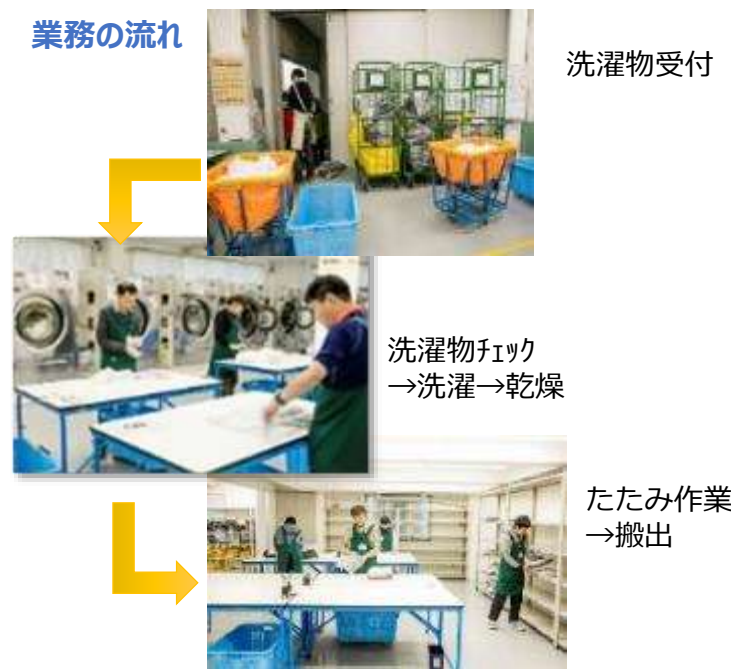 業務の流れ
洗濯物受付
洗濯物ﾁｪｯｸ
→洗濯→乾燥
たたみ作業
→搬出